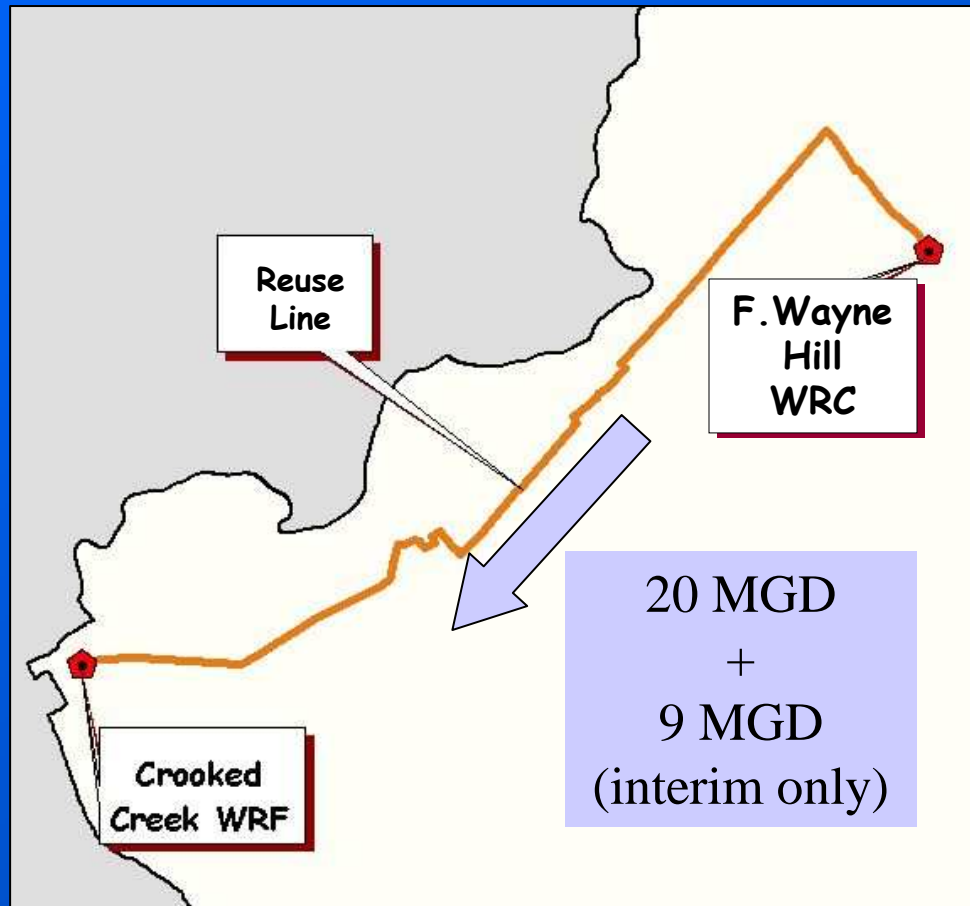 Reuse
Line
F.Wayne
Hill
WRC
20 MGD
+
9 MGD
(interim only)
Crooked
Creek WRF